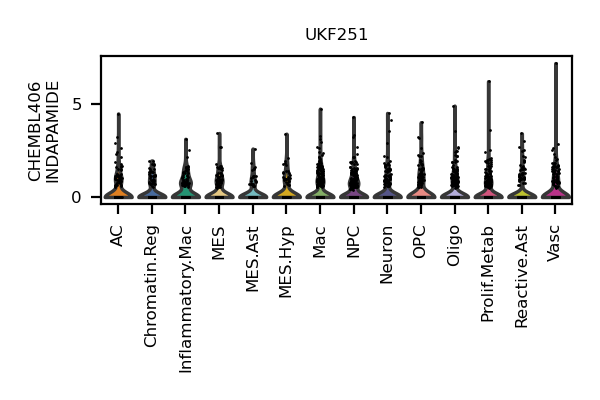 UKF251
CHEMBL406
INDAPAMIDE
5
0
AC
Chromatin.Reg
Inflammatory.Mac
MES
MES.Ast
MES.Hyp
Mac
NPC
Neuron
OPC
Oligo
Prolif.Metab
Reactive.Ast
Vasc